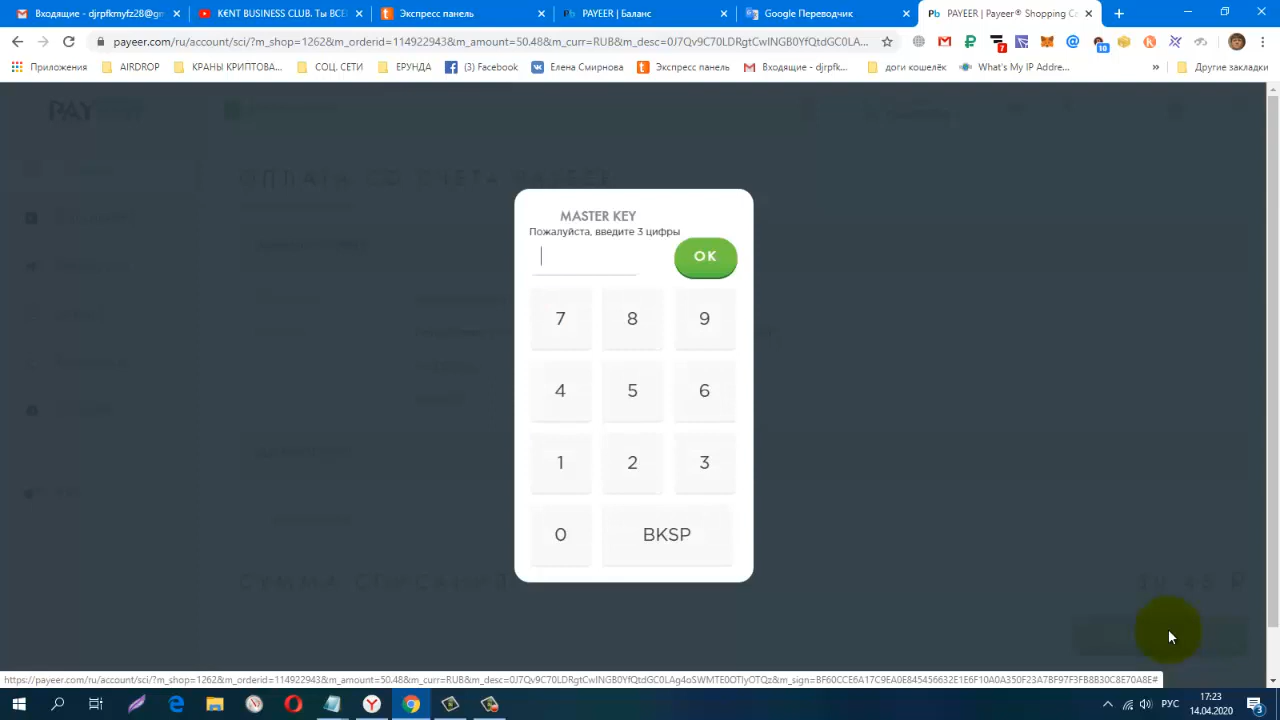 Входящие - djrpfkmyfz28@gm
KENT BUSINESS CLUB. Ты ВСЕ
Экспресс панель
PAYEER | Баланс
Google Переводчик
PAYEER | Payeer® Shopping Ce
payeer.com/ru/account/sci/?m_shop=1262&m_orderid=114922943&m_amount=50.48&m_curr=RUB&m_desc=0J7Qv9C70LDRgtCwINGB0YfQtdGC0LA...
7
10
Приложения
AIRDROP
КРАНЫ КРИПТОВА...
СОЦ. СЕТИ
ЕРУНДА
(3) Facebook
Елена Смирнова
Экспресс панель
Входящие - djrpfk...
доги кошелёк
What's My IP Addre...
»
Другие закладки
MASTER KEY
Пожалуйста, введите 3 цифры
OK
7 8 9
4 5 6
1 2 3
0 BKSP
https://payeer.com/ru/account/sci/?m_shop=1262&m_orderid=114922943&m_amount=50.48&m_curr=RUB&m_desc=0J7Qv9C70LDRgtCwINGB0YfQtdGC0LAg4oSWMTE0OTIyOTQz&m_sign=BF60CCE6A17C9EA0E845456632E1E6F10A0A350F23A7BF97F3FB8B30C8E70A8E#
РУС
17:23
14.04.2020
3